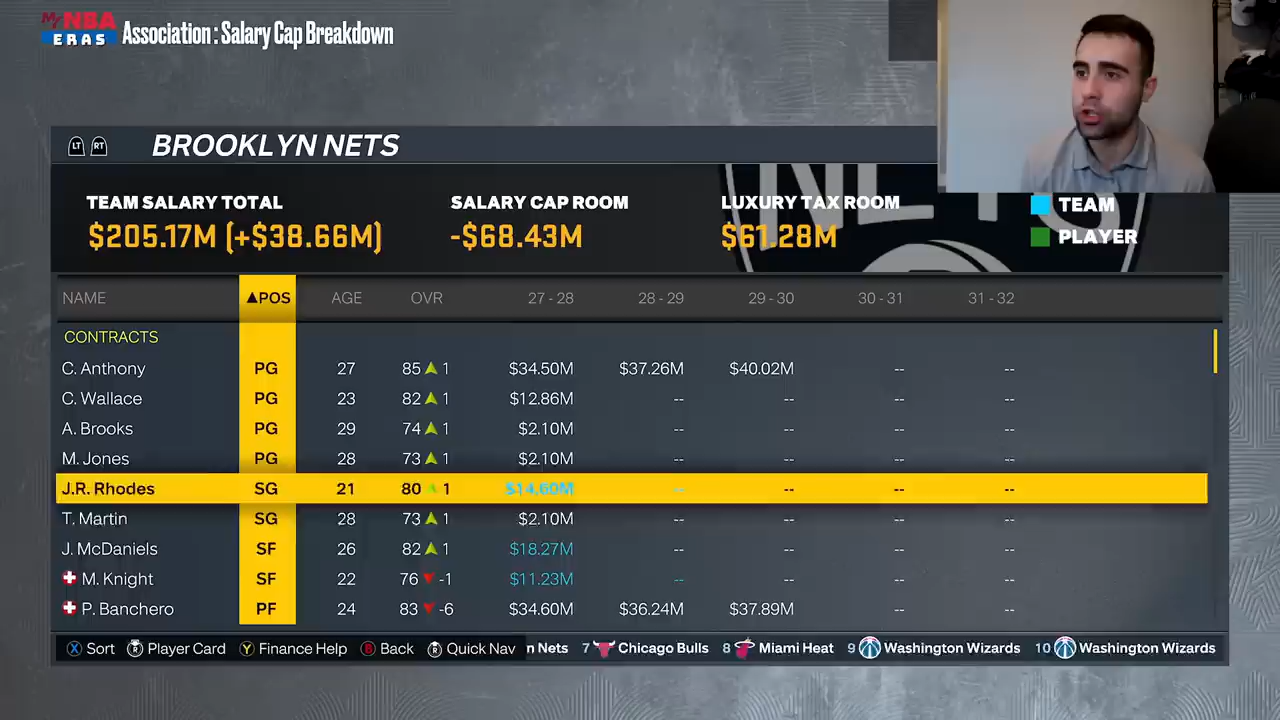 MyNBA
ERAS
Association : Salary Cap Breakdown
LT RT BROOKLYN NETS
NETS
TEAM SALARY TOTAL SALARY CAP ROOM LUXURY TAX ROOM TEAM
$205.17M (+$38.66M) -$68.43M $61.28M PLAYER
NAME ▲POS AGE OVR 27 - 28 28 - 29 29 - 30 30 - 31 31 - 32
CONTRACTS
C. Anthony PG 27 85 1 $34.50M $37.26M $40.02M -- --
C. Wallace PG 23 82 1 $12.86M -- -- -- --
A. Brooks PG 29 74 1 $2.10M -- -- -- --
M. Jones PG 28 73 1 $2.10M -- -- -- --
J.R. Rhodes SG 21 80 1 $14.60M -- -- -- --
T. Martin SG 28 73 1 $2.10M -- -- -- --
J. McDaniels SF 26 82 1 $18.27M -- -- -- --
M. Knight SF 22 76 -1 $11.23M -- -- -- --
P. Banchero PF 24 83 -6 $34.60M $36.24M $37.89M -- --
X Sort R Player Card Y Finance Help B Back R Quick Nav n Nets 7 Chicago Bulls 8 Miami Heat 9 Washington Wizards 10 Washington Wizards